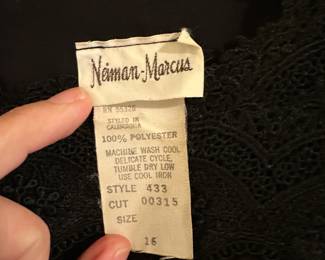 Neiman-Marcus
RN 55326
STYLED IN
CALIFORNIA
100% POLYESTER
MACHINE WASH COOL
DELICATE CYCLE,
TUMBLE DRY LOW
USE COOL IRON
STYLE 433
CUT 00315
SIZE
16